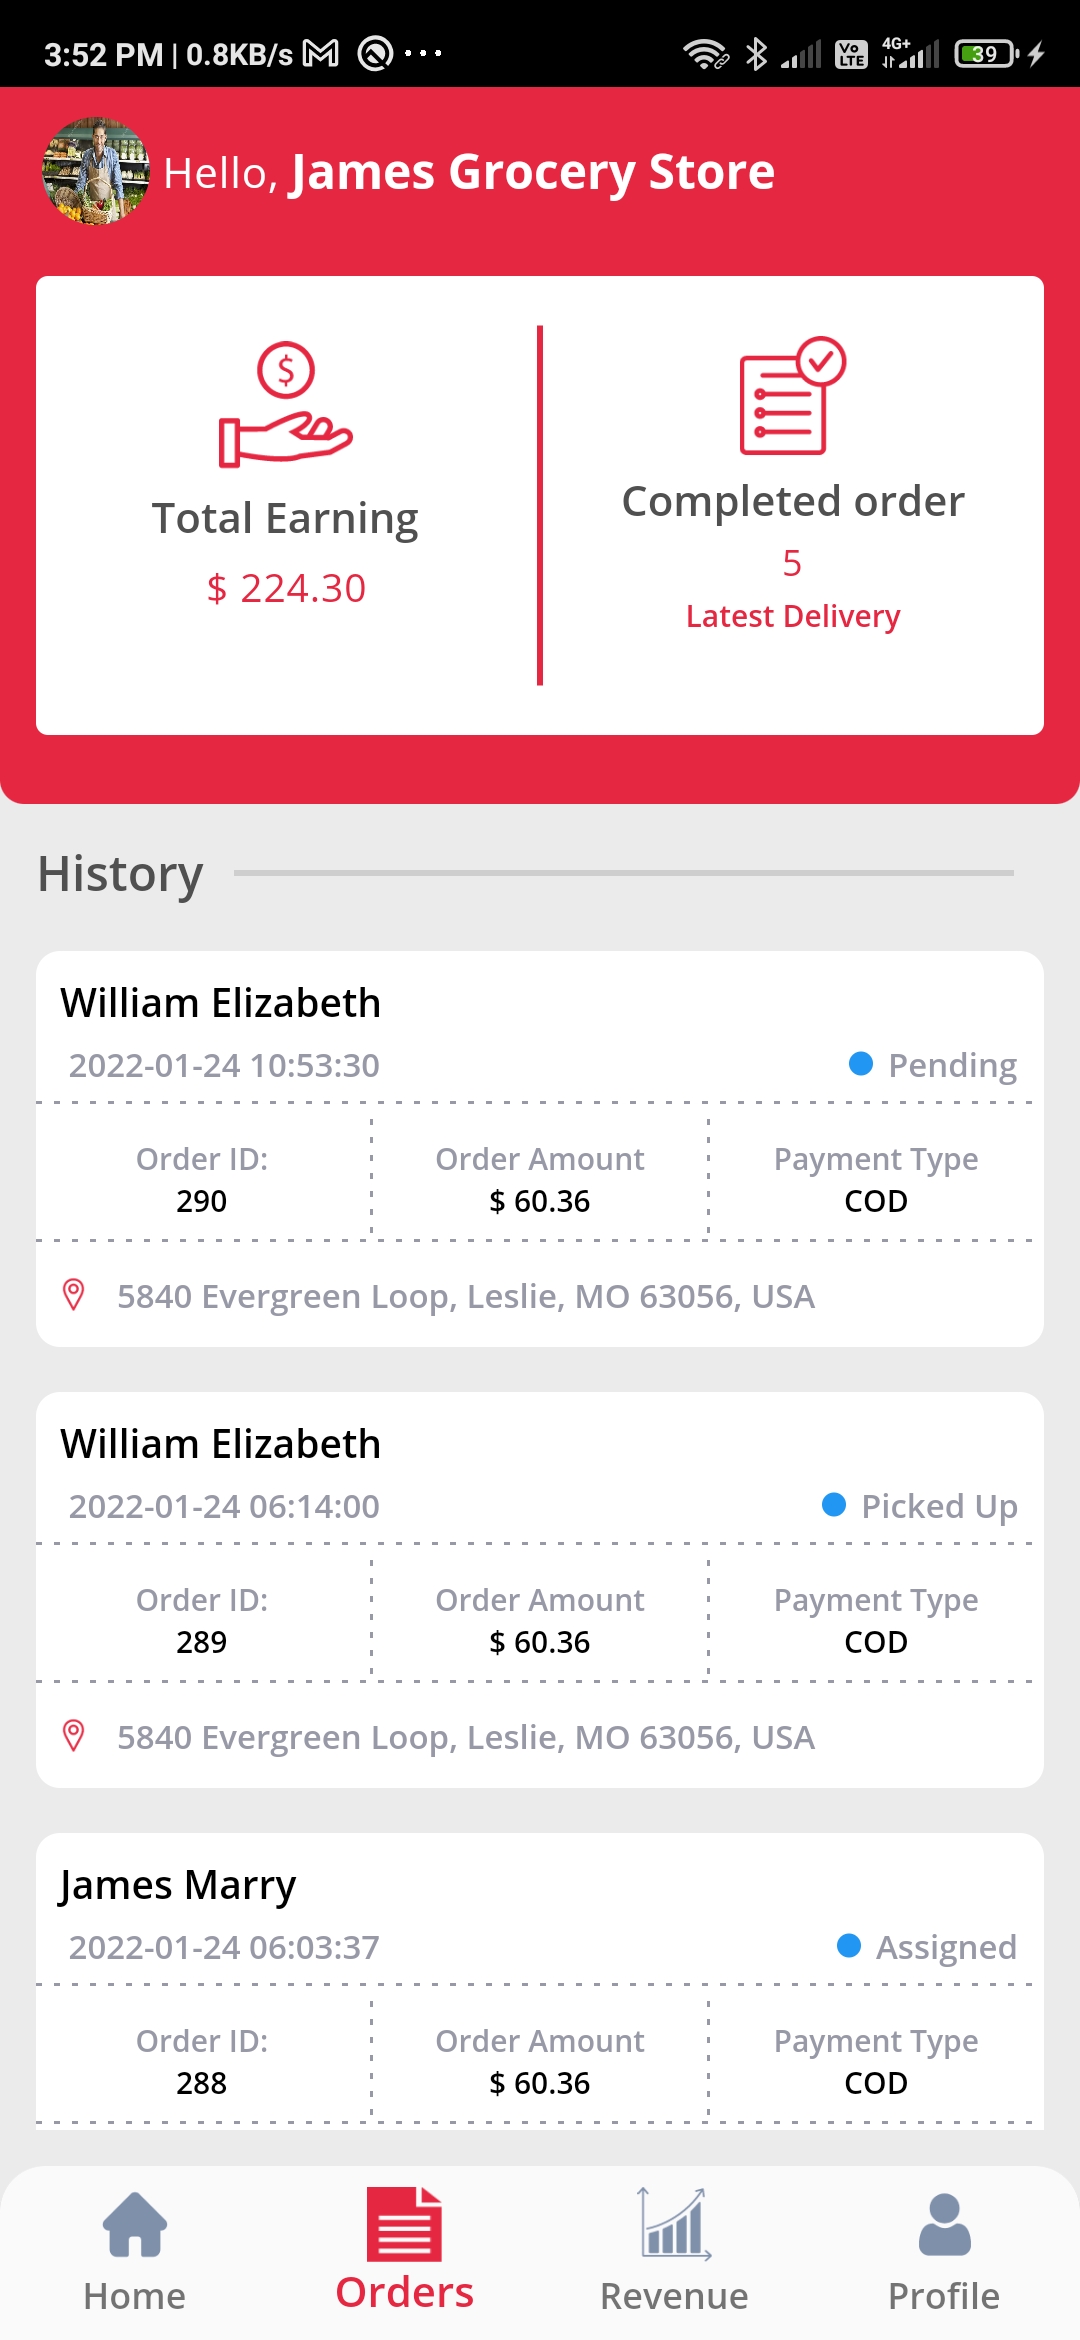 3:52 PM | 0.8KB/s ... Vo LTE 4G+ 39
Hello, James Grocery Store
$
Total Earning
$ 224.30
Completed order
5
Latest Delivery
History
William Elizabeth
2022-01-24 10:53:30 Pending
Order ID: Order Amount Payment Type
290 $ 60.36 COD
5840 Evergreen Loop, Leslie, MO 63056, USA
William Elizabeth
2022-01-24 06:14:00 Picked Up
Order ID: Order Amount Payment Type
289 $ 60.36 COD
5840 Evergreen Loop, Leslie, MO 63056, USA
James Marry
2022-01-24 06:03:37 Assigned
Order ID: Order Amount Payment Type
288 $ 60.36 COD
Home Orders Revenue Profile